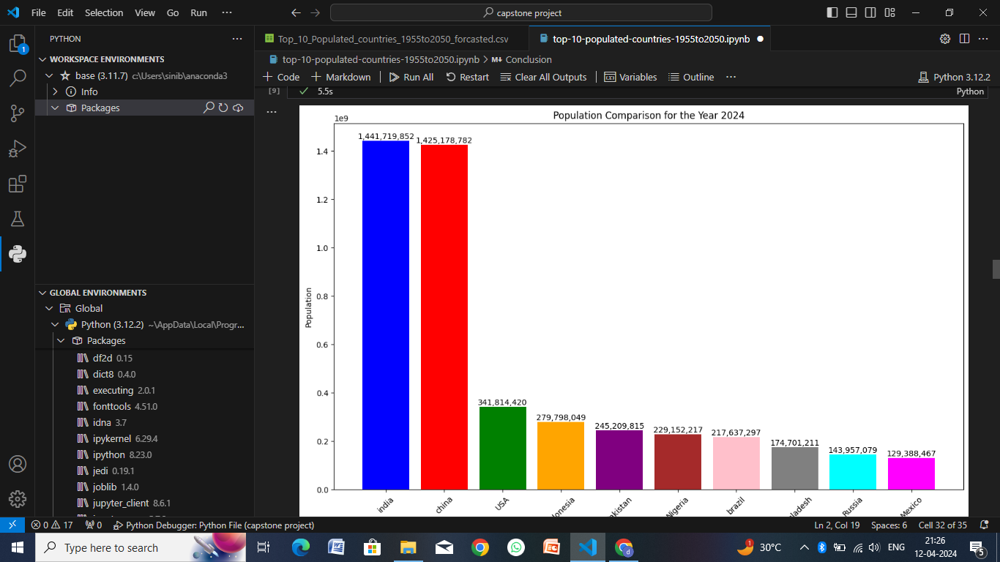 File Edit Selection View Go Run ··· capstone project
PYTHON ···
WORKSPACE ENVIRONMENTS
base (3.11.7) c:\Users\sinib\anaconda3
Info
Packages
GLOBAL ENVIRONMENTS
Global
Python (3.12.2) ~\AppData\Local\Progr...
Packages
df2d 0.15
dict8 0.4.0
executing 2.0.1
fonttools 4.51.0
idna 3.7
ipykernel 6.29.4
ipython 8.23.0
jedi 0.19.1
joblib 1.4.0
jupyter_client 8.6.1
Top_10_Populated_countries_1955to2050_forcasted.csv top-10-populated-countries-1955to2050.ipynb
top-10-populated-countries-1955to2050.ipynb > M↓ Conclusion
+ Code + Markdown Run All Restart Clear All Outputs Variables Outline ··· Python 3.12.2
[9] 5.5s Python
Population Comparison for the Year 2024
1e9
1,441,719,852 1,425,178,782
1.4
1.2
1.0
0.8
Population
0.6
0.4
341,814,420
279,798,049
245,209,815
229,152,217
217,637,297
0.2
174,701,211
143,957,079
129,388,467
0.0
india china USA onesia kistan Nigeria brazil ladesh Russia Mexico
0 17 0 Python Debugger: Python File (capstone project) Ln 2, Col 19 Spaces: 6 Cell 32 of 35
Type here to search 1 30°C ENG 21:26
12-04-2024 5